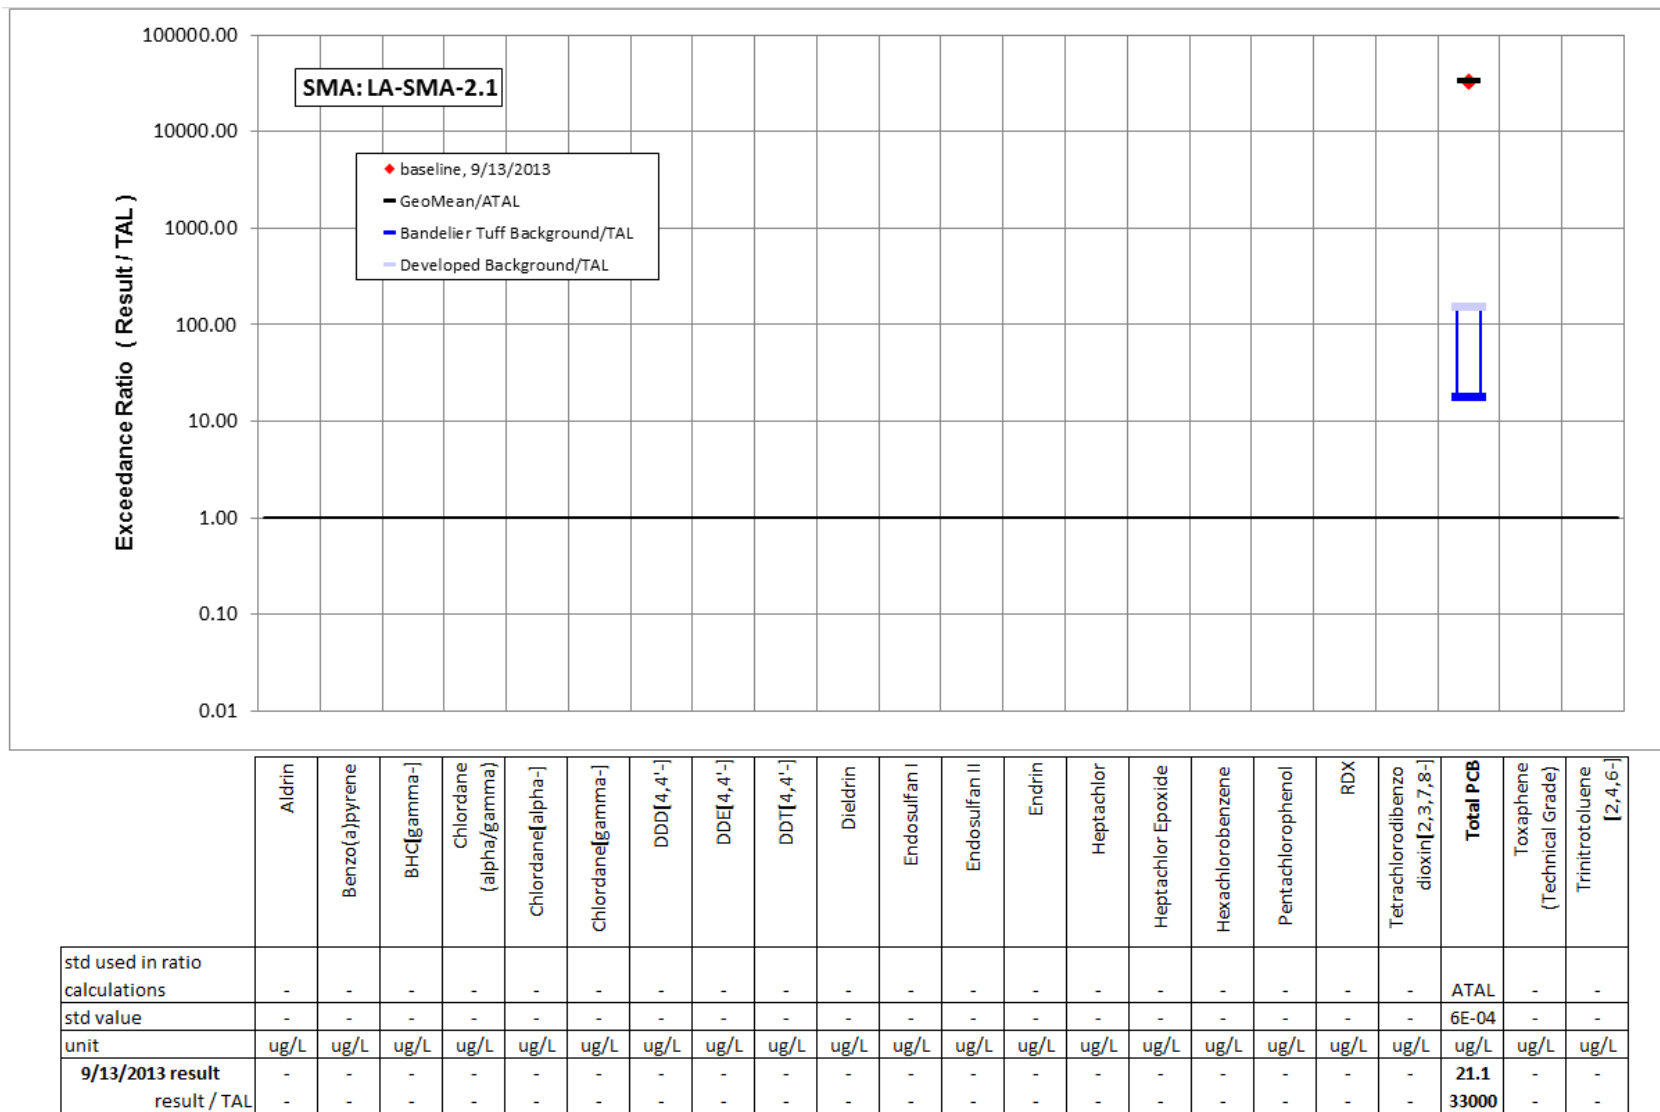 100000.00
SMA: LA-SMA-2.1
10000.00
baseline, 9/13/2013
GeoMean/ATAL
1000.00
Bandelier Tuff Background/TAL
Developed Background/TAL
Exceedance Ratio ( Result / TAL )
100.00
10.00
1.00
0.10
0.01
Aldrin
Benzo(a)pyrene
BHC[gamma-]
Chlordane
(alpha/gamma)
Chlordane[alpha-]
Chlordane[gamma-]
DDD[4,4'-]
DDE[4,4'-]
DDT[4,4'-]
Dieldrin
Endosulfan I
Endosulfan II
Endrin
Heptachlor
Heptachlor Epoxide
Hexachlorobenzene
Pentachlorophenol
RDX
Tetrachlorodibenzo
dioxin[2,3,7,8-]
Total PCB
Toxaphene
(Technical Grade)
Trinitrotoluene
[2,4,6-]
std used in ratio
calculations - - - - - - - - - - - - - - - - - - - ATAL - -
std value - - - - - - - - - - - - - - - - - - - 6E-04 - -
unit ug/L ug/L ug/L ug/L ug/L ug/L ug/L ug/L ug/L ug/L ug/L ug/L ug/L ug/L ug/L ug/L ug/L ug/L ug/L ug/L ug/L ug/L
9/13/2013 result - - - - - - - - - - - - - - - - - - - 21.1 - -
result / TAL - - - - - - - - - - - - - - - - - - - 33000 - -